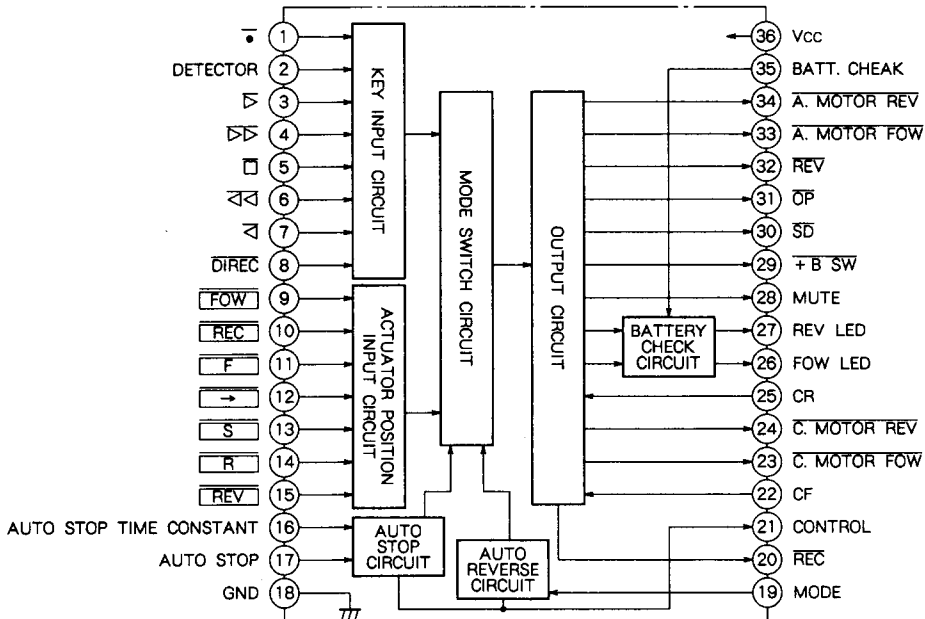 1
36 Vcc
DETECTOR 2
35 BATT. CHEAK
3
34 A. MOTOR REV
4
33 A. MOTOR FOW
5
32 REV
6
31 OP
7
30 SD
DIREC 8
29 +B SW
FOW 9
28 MUTE
REC 10
27 REV LED
F 11
26 FOW LED
→ 12
25 CR
S 13
24 C. MOTOR REV
R 14
23 C. MOTOR FOW
REV 15
22 CF
AUTO STOP TIME CONSTANT 16
21 CONTROL
AUTO STOP 17
20 REC
GND 18
19 MODE
KEY INPUT CIRCUIT
ACTUATOR POSITION
INPUT CIRCUIT
MODE SWITCH CIRCUIT
OUTPUT CIRCUIT
BATTERY
CHECK
CIRCUIT
AUTO
STOP
CIRCUIT
AUTO
REVERSE
CIRCUIT